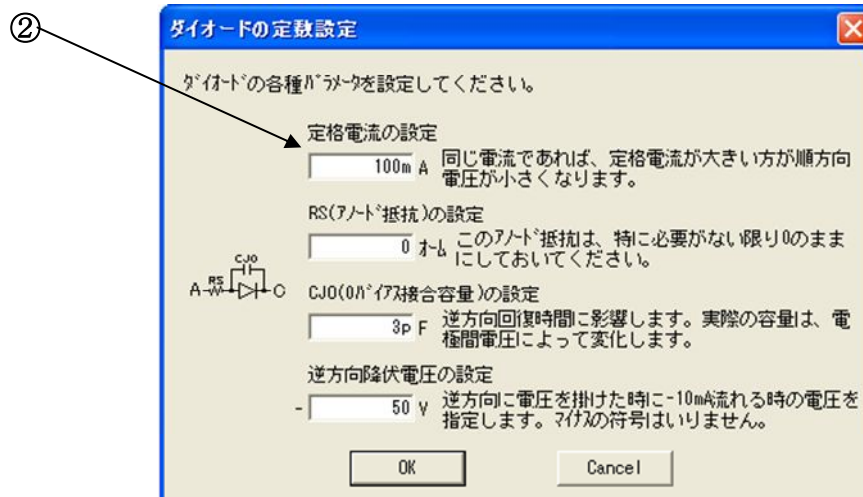 ②
ダイオードの定数設定
ﾀﾞｲｵｰﾄﾞの各種ﾊﾟﾗﾒｰﾀを設定してください。
定格電流の設定
100m A 同じ電流であれば、定格電流が大きい方が順方向
電圧が小さくなります。
RS(ｱﾉｰﾄﾞ抵抗)の設定
0 ｵｰﾑ このｱﾉｰﾄﾞ抵抗は、特に必要がない限り0のまま
にしておいてください。
CJO
RS
A C
CJO(0ﾊﾞｲｱｽ接合容量)の設定
3p F 逆方向回復時間に影響します。実際の容量は、電
極間電圧によって変化します。
逆方向降伏電圧の設定
- 50 V 逆方向に電圧を掛けた時に-10mA流れる時の電圧を
指定します。ﾏｲﾅｽの符号はいりません。
OK Cancel